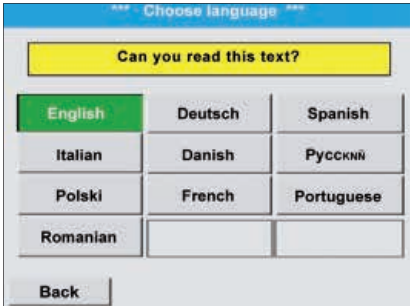 *** Choose language ***
Can you read this text?
English Deutsch Spanish
Italian Danish Русский
Polski French Portuguese
Romanian
Back